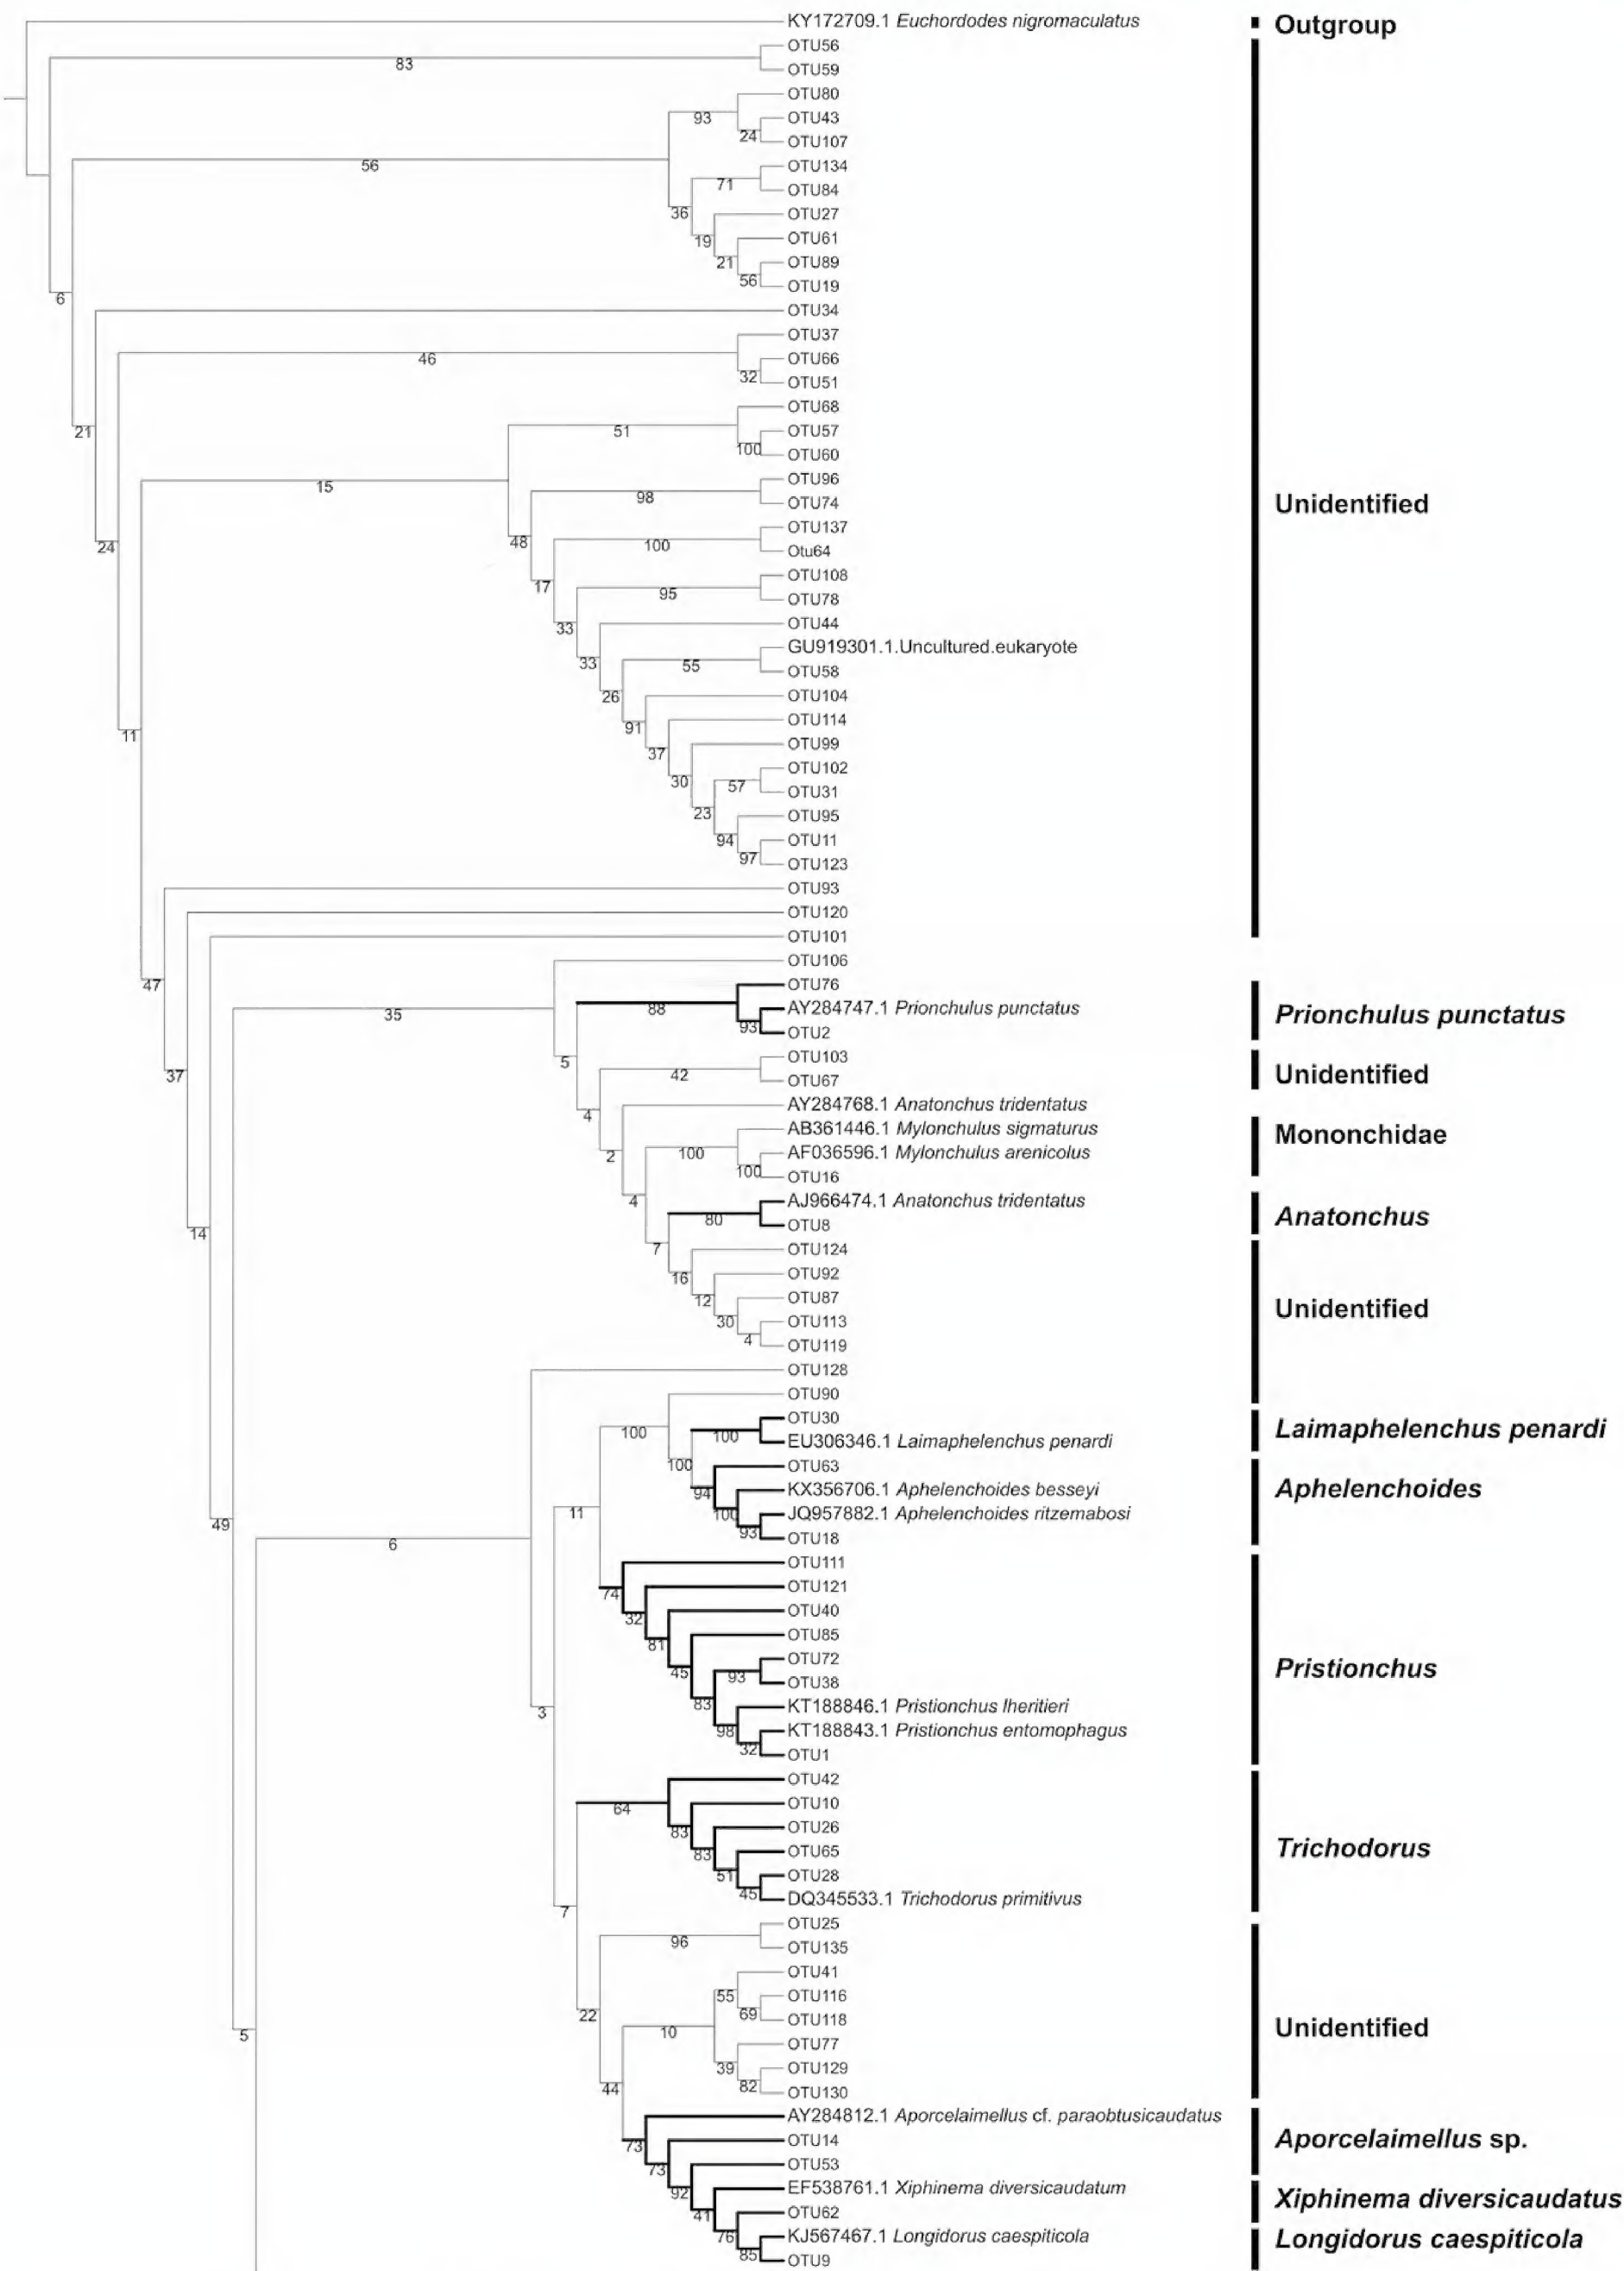 KY172709.1 Euchordodes nigromaculatus
Outgroup
OTU56
83
OTU59
OTU80
93
OTU43
24
OTU107
56
OTU134
71
OTU84
36
OTU27
19
OTU61
21
OTU89
56
OTU19
6
OTU34
OTU37
46
OTU66
32
OTU51
OTU68
21
51
OTU57
100
OTU60
15
OTU96
98
OTU74
Unidentified
OTU137
24
48
100
Otu64
OTU108
17
95
OTU78
33
OTU44
GU919301.1.Uncultured.eukaryote
33
55
OTU58
26
OTU104
OTU114
11
91
OTU99
37
OTU102
30
57
OTU31
23
OTU95
94
OTU11
97
OTU123
OTU93
OTU120
OTU101
OTU106
47
OTU76
35
88
AY284747.1 Prionchulus punctatus
Prionchulus punctatus
93
OTU2
5
OTU103
37
42
OTU67
Unidentified
AY284768.1 Anatonchus tridentatus
4
AB361446.1 Mylonchulus sigmaturus
Mononchidae
2
100
AF036596.1 Mylonchulus arenicolus
100
OTU16
4
AJ966474.1 Anatonchus tridentatus
Anatonchus
14
80
OTU8
7
OTU124
16
OTU92
12
OTU87
Unidentified
30
OTU113
4
OTU119
OTU128
OTU90
OTU30
Laimaphelenchus penardi
100
100
EU306346.1 Laimaphelenchus penardi
100
OTU63
94
KX356706.1 Aphelenchoides besseyi
Aphelenchoides
11
100
JQ957882.1 Aphelenchoides ritzemabosi
49
93
OTU18
6
OTU111
74
OTU121
32
OTU40
81
OTU85
45
OTU72
93
OTU38
Pristionchus
3
83
KT188846.1 Pristionchus lheritieri
98
KT188843.1 Pristionchus entomophagus
32
OTU1
OTU42
64
OTU10
83
OTU26
83
OTU65
Trichodorus
51
OTU28
45
DQ345533.1 Trichodorus primitivus
7
OTU25
96
OTU135
OTU41
55
OTU116
69
OTU118
22
10
OTU77
Unidentified
5
39
OTU129
82
OTU130
44
AY284812.1 Aporcelaimellus cf. paraobtusicaudatus
73
OTU14
Aporcelaimellus sp.
73
OTU53
92
EF538761.1 Xiphinema diversicaudatum
Xiphinema diversicaudatus
41
OTU62
76
KJ567467.1 Longidorus caespiticola
Longidorus caespiticola
85
OTU9